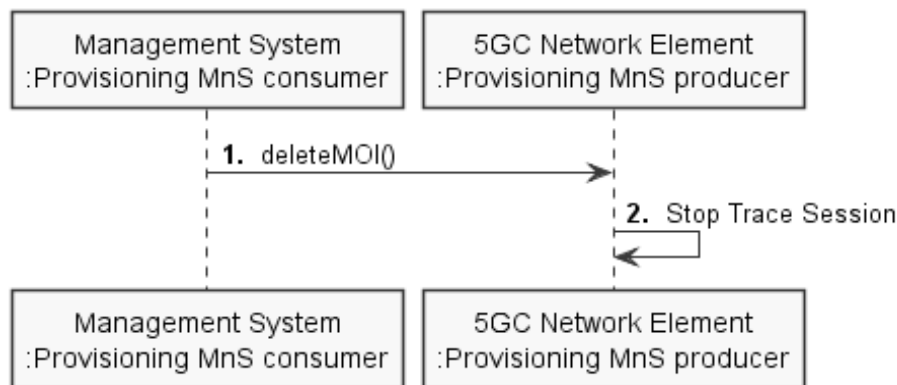 Management System
:Provisioning MnS consumer
5GC Network Element
:Provisioning MnS producer
1. deleteMOI()
2. Stop Trace Session
Management System
:Provisioning MnS consumer
5GC Network Element
:Provisioning MnS producer